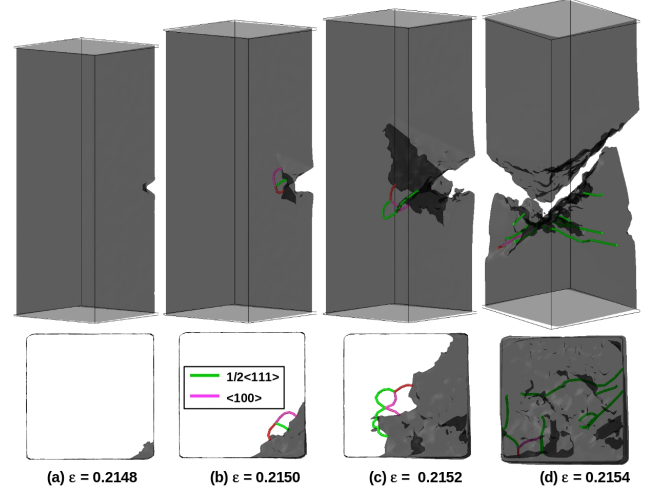 1/2<111>
<100>
(a) ε = 0.2148
(b) ε = 0.2150
(c) ε = 0.2152
(d) ε = 0.2154